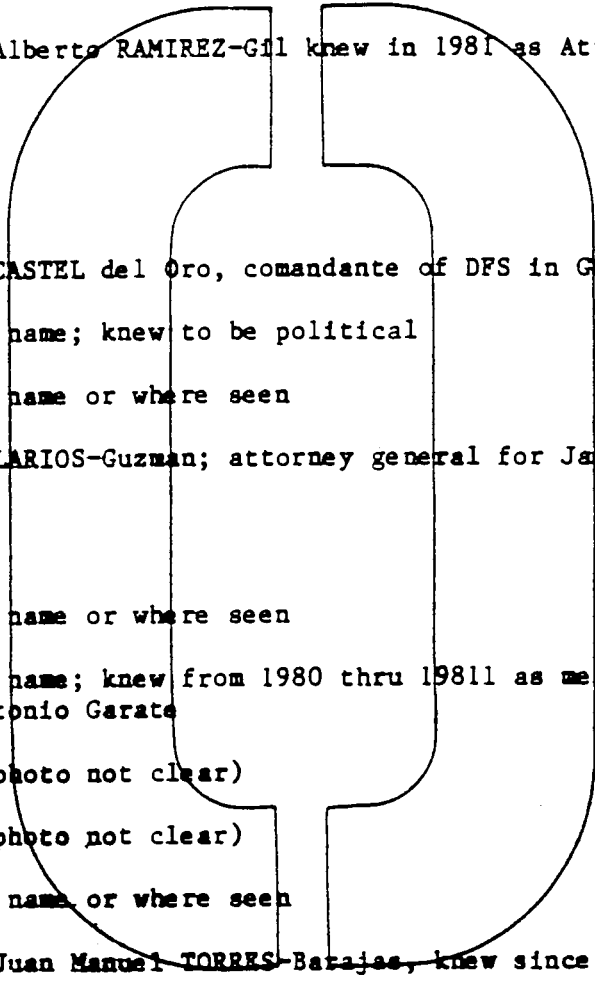 Alberto RAMIREZ-Gil knew in 1981 as At
CASTEL del Oro, comandante of DFS in G
name; knew to be political
name or where seen
LARIOS-Guzman; attorney general for Ja
name or where seen
name; knew from 1980 thru 19811 as me
tonio Garate
photo not clear)
photo not clear)
name or where seen
Juan Manuel TORRES-Batajas, knew since